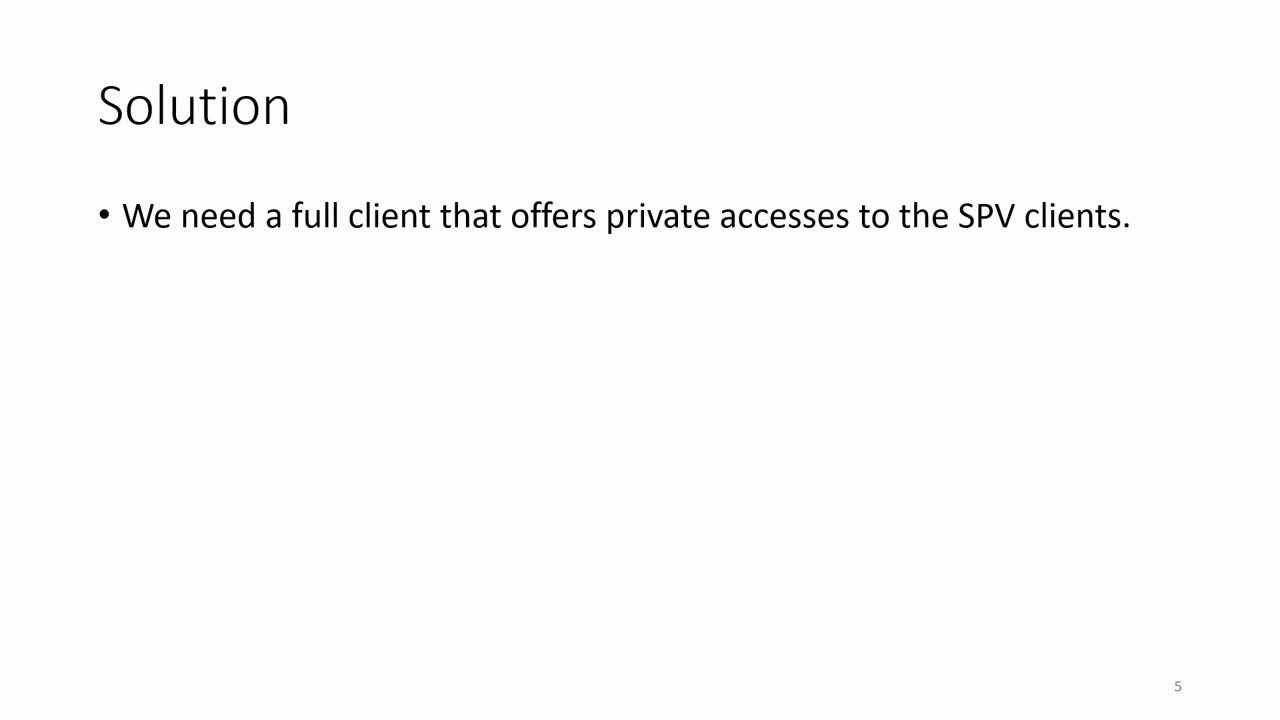 Solution
• We need a full client that offers private accesses to the SPV clients.
5